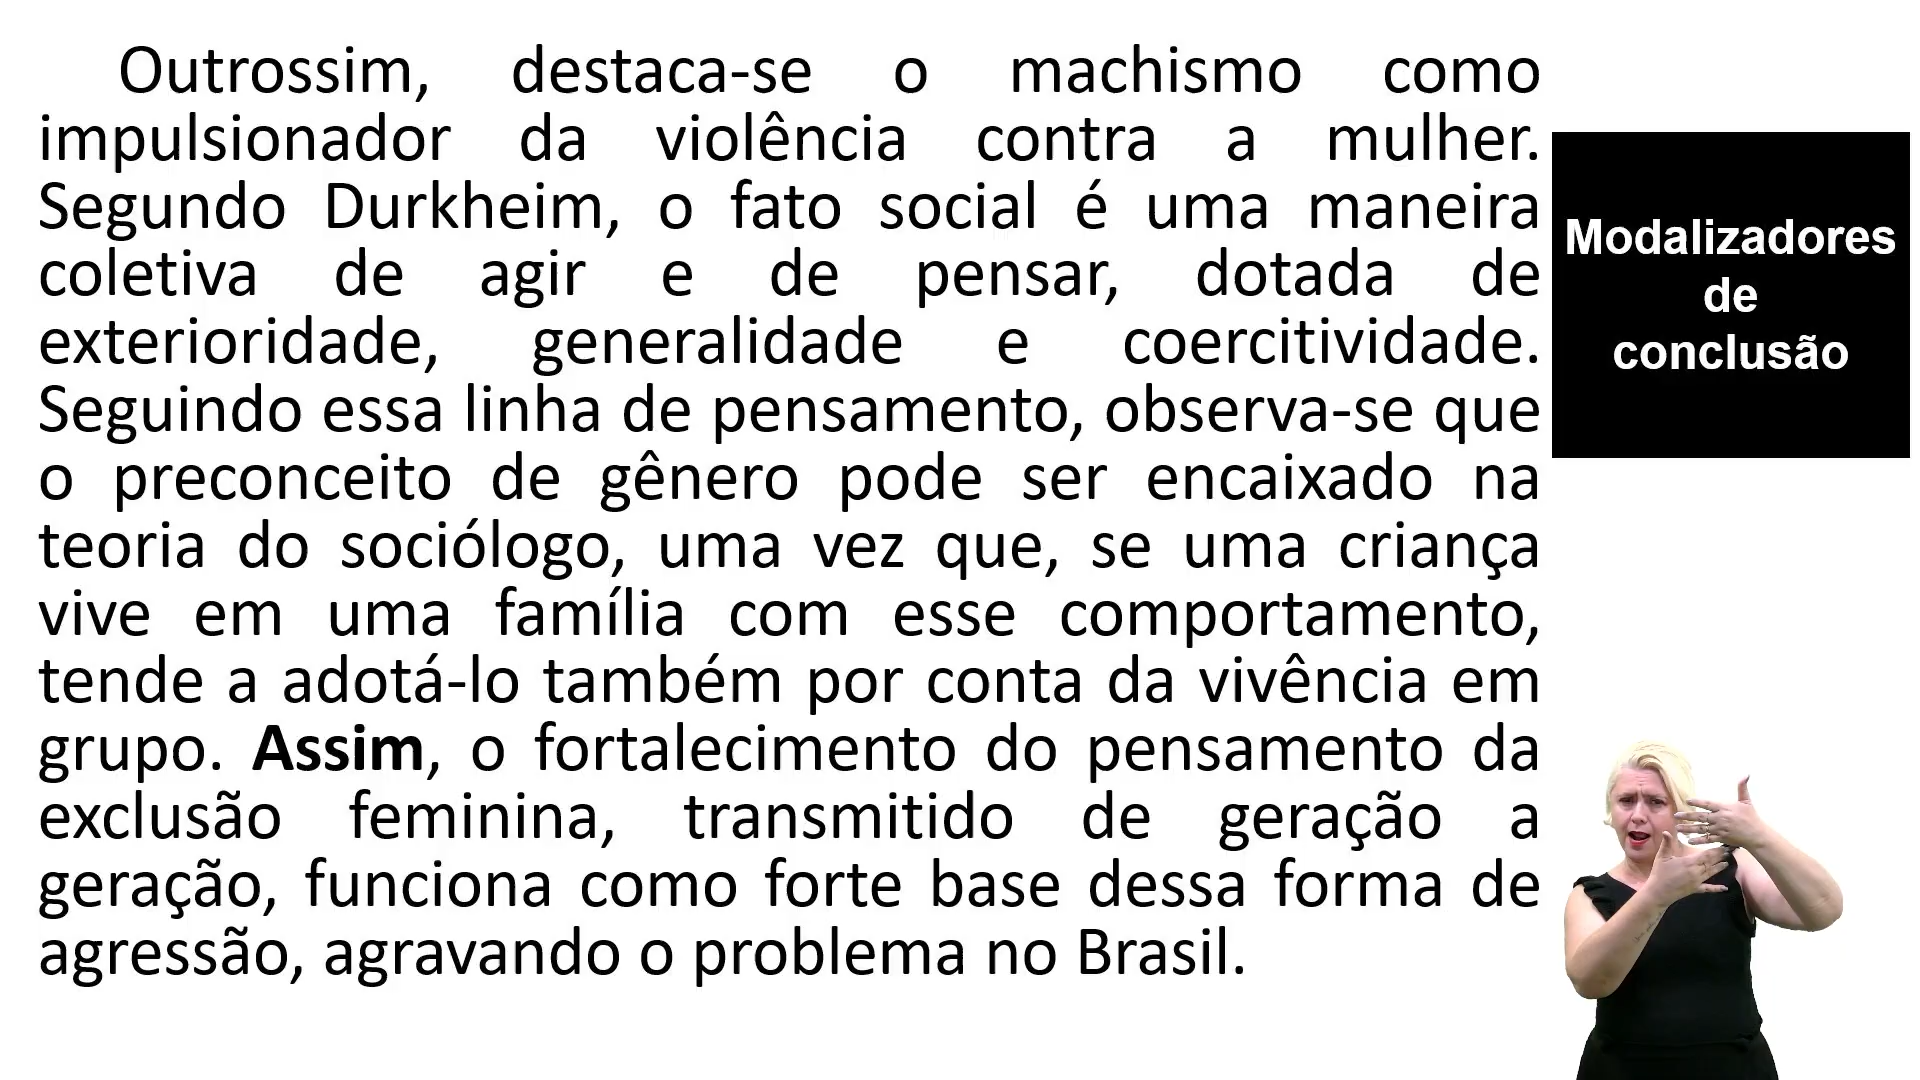 Outrossim, destaca-se o machismo como
impulsionador da violência contra a mulher.
Segundo Durkheim, o fato social é uma maneira
coletiva de agir e de pensar, dotada de
exterioridade, generalidade e coercitividade.
Seguindo essa linha de pensamento, observa-se que
o preconceito de gênero pode ser encaixado na
teoria do sociólogo, uma vez que, se uma criança
vive em uma família com esse comportamento,
tende a adotá-lo também por conta da vivência em
grupo. Assim, o fortalecimento do pensamento da
exclusão feminina, transmitido de geração a
geração, funciona como forte base dessa forma de
agressão, agravando o problema no Brasil.
Modalizadores
de
conclusão